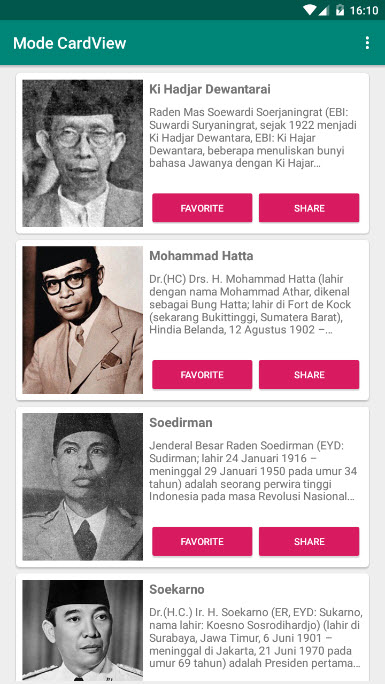 16:10
Mode CardView
Ki Hadjar Dewantarai
Raden Mas Soewardi Soerjaningrat (EBI:
Suwardi Suryaningrat, sejak 1922 menjadi
Ki Hadjar Dewantara, EBI: Ki Hajar
Dewantara, beberapa menuliskan bunyi
bahasa Jawanya dengan Ki Hajar…
FAVORITE SHARE
Mohammad Hatta
Dr.(HC) Drs. H. Mohammad Hatta (lahir
dengan nama Mohammad Athar, dikenal
sebagai Bung Hatta; lahir di Fort de Kock
(sekarang Bukittinggi, Sumatera Barat),
Hindia Belanda, 12 Agustus 1902 –…
FAVORITE SHARE
Soedirman
Jenderal Besar Raden Soedirman (EYD:
Sudirman; lahir 24 Januari 1916 –
meninggal 29 Januari 1950 pada umur 34
tahun) adalah seorang perwira tinggi
Indonesia pada masa Revolusi Nasional…
FAVORITE SHARE
Soekarno
Dr.(H.C.) Ir. H. Soekarno (ER, EYD: Sukarno,
nama lahir: Koesno Sosrodihardjo) (lahir di
Surabaya, Jawa Timur, 6 Juni 1901 –
meninggal di Jakarta, 21 Juni 1970 pada
umur 69 tahun) adalah Presiden pertama…